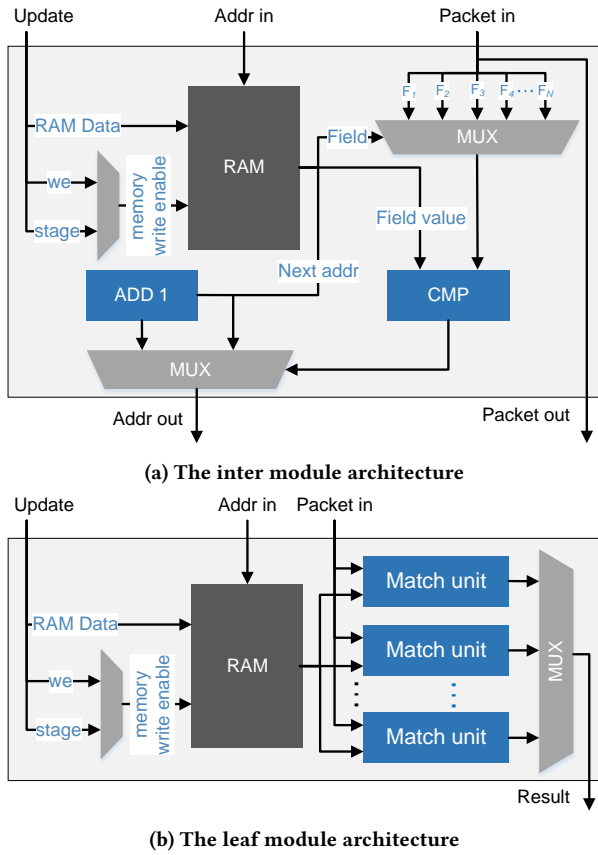 Update
Addr in
Packet in
F1 F2 F3 F4 ··· FN
RAM Data
RAM
Field
MUX
we
stage
memory
write enable
Field value
Next addr
ADD 1
CMP
MUX
Addr out
Packet out
(a) The inter module architecture
Update
Addr in
Packet in
RAM Data
RAM
Match unit
Match unit
Match unit
MUX
we
stage
memory
write enable
Result
(b) The leaf module architecture